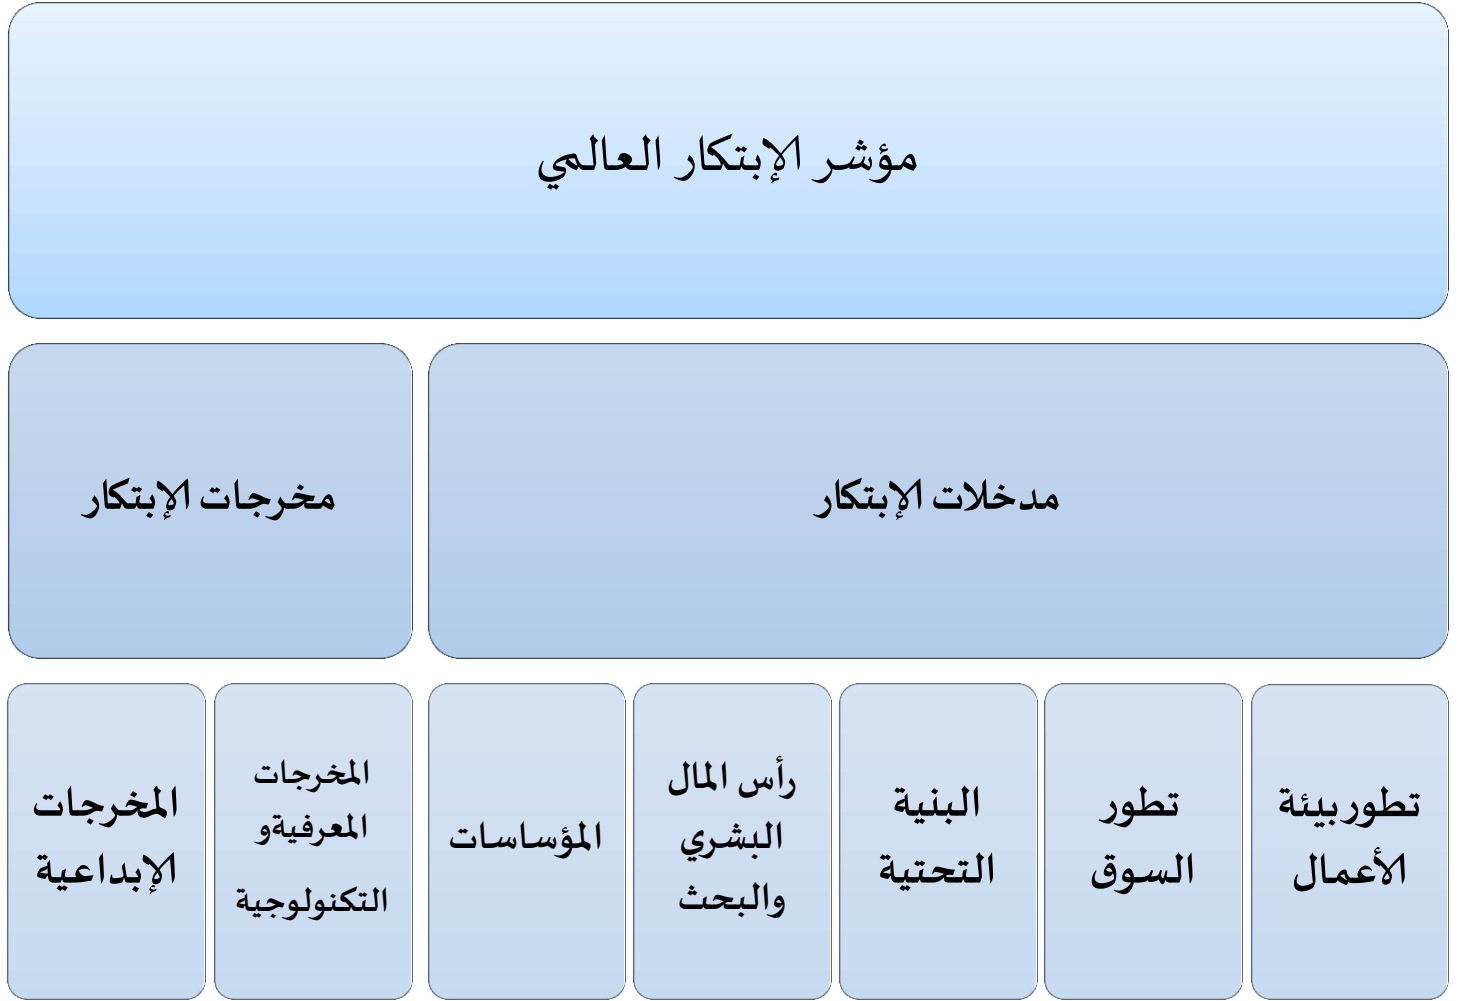 مؤشر الإبتكار العالمي
مدخلات الإبتكار
مخرجات الإبتكار
تطوربيئة
الأعمال
تطور
السوق
البنية
التحتية
رأس المال
البشري
والبحث
المؤساسات
المخرجات
المعرفيةو
التكنولوجية
المخرجات
الإبداعية